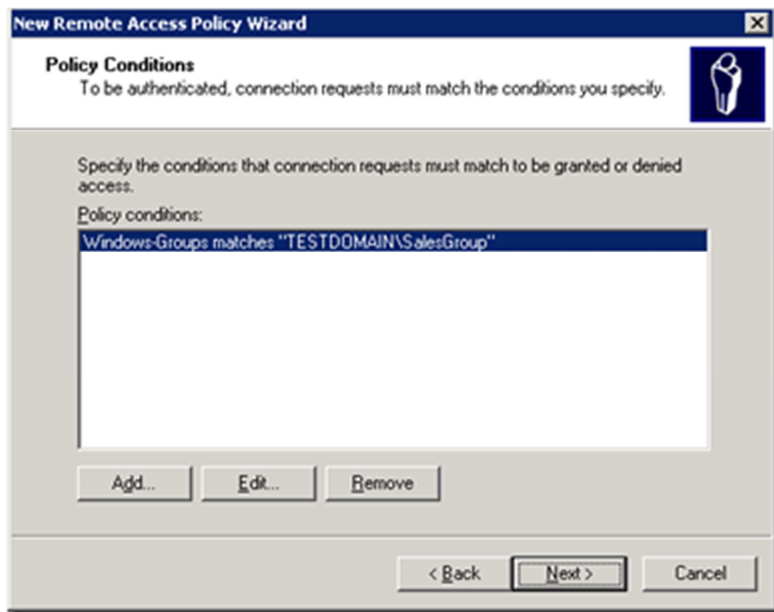 New Remote Access Policy Wizard
Policy Conditions
To be authenticated, connection requests must match the conditions you specify.
Specify the conditions that connection requests must match to be granted or denied
access.
Policy conditions:
Windows-Groups matches "TESTDOMAIN\SalesGroup"
Add... Edit... Remove
< Back Next > Cancel